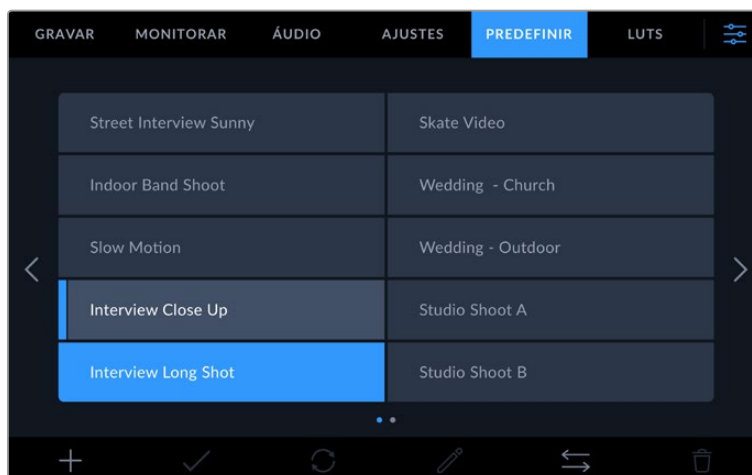 GRAVAR MONITORAR ÁUDIO AJUSTES PREDEFINIR LUTS
Street Interview Sunny Skate Video
Indoor Band Shoot Wedding - Church
Slow Motion Wedding - Outdoor
Interview Close Up Studio Shoot A
Interview Long Shot Studio Shoot B